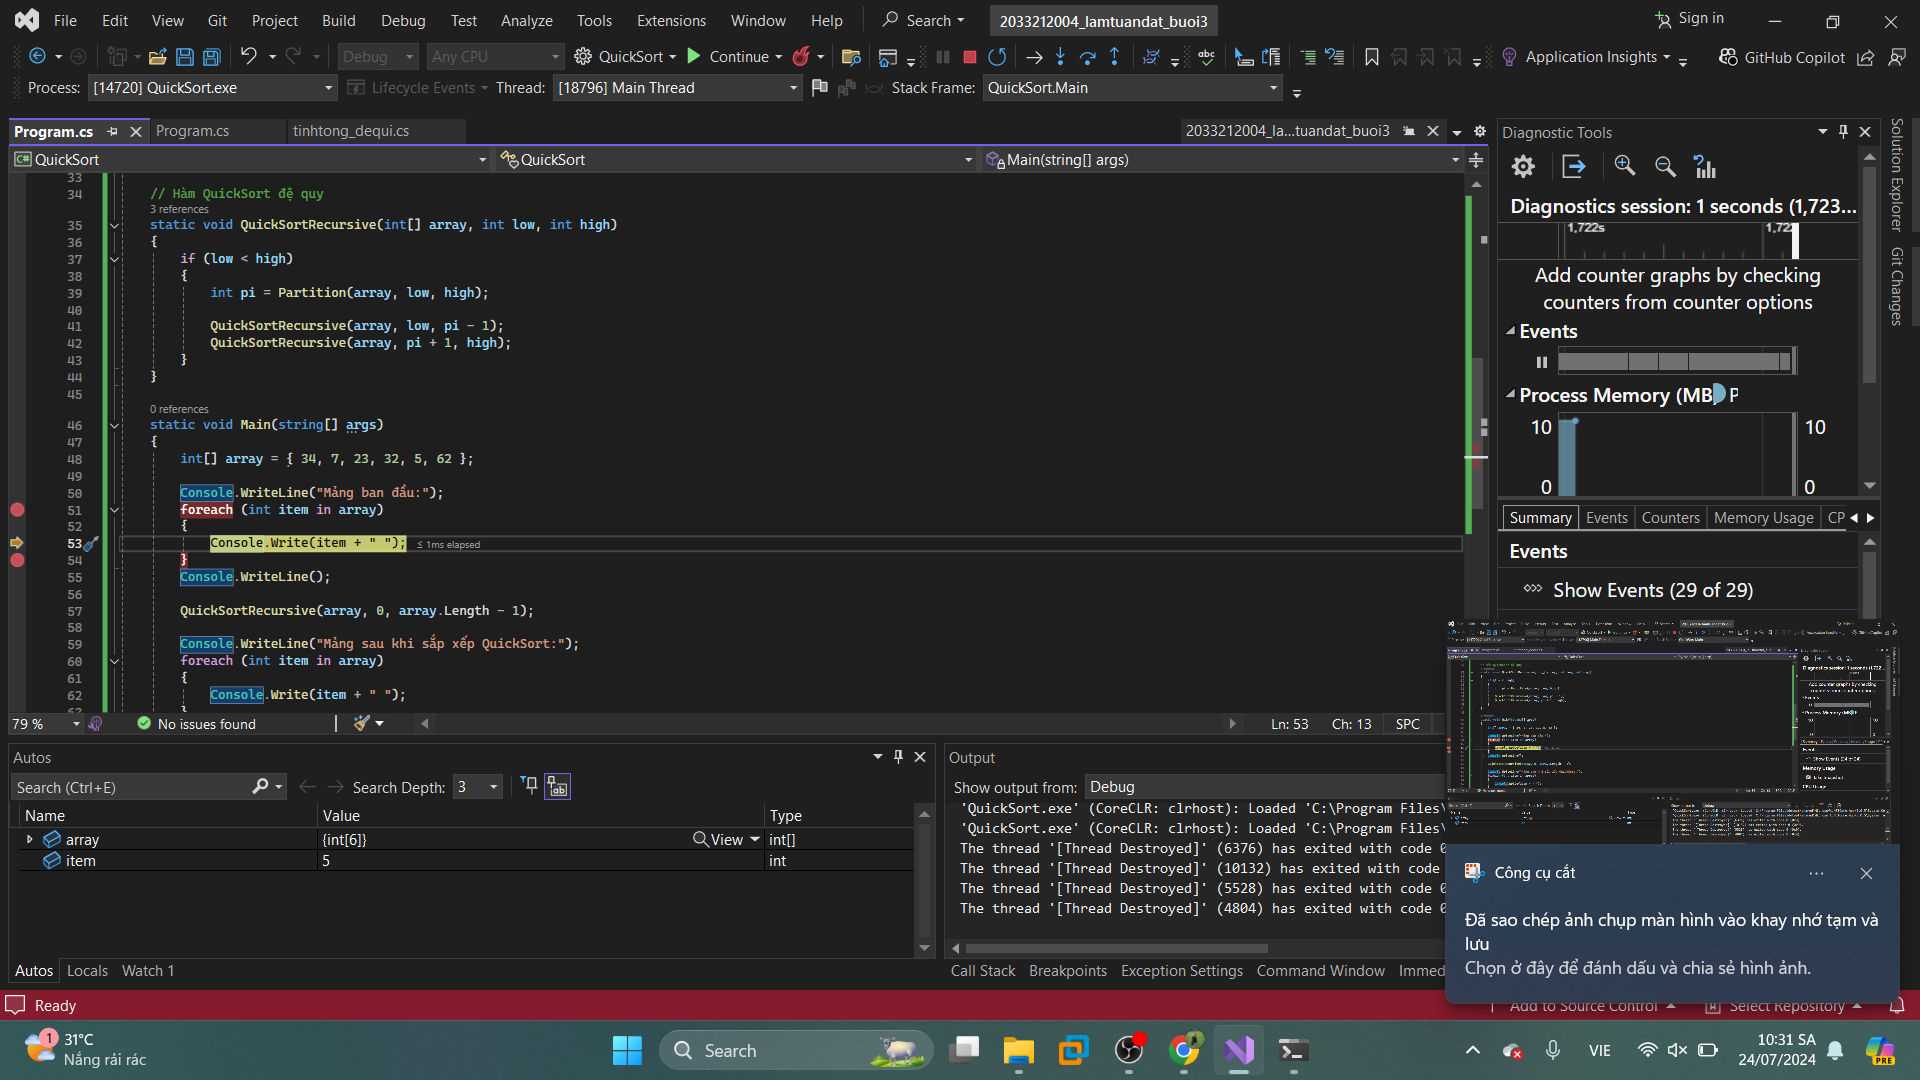 File Edit View Git Project Build Debug Test Analyze Tools Extensions Window Help Search 2033212004_lamtuandat_buoi3 Sign in
Debug Any CPU QuickSort Continue Application Insights GitHub Copilot
Process: [14720] QuickSort.exe Lifecycle Events Thread: [18796] Main Thread Stack Frame: QuickSort.Main
Program.cs Program.cs tinhtong_dequi.cs 2033212004_la...tuandat_buoi3
QuickSort QuickSort Main(string[] args)
33
34 // Hàm QuickSort đệ quy
3 references
35 static void QuickSortRecursive(int[] array, int low, int high)
36 {
37 if (low < high)
38 {
39 int pi = Partition(array, low, high);
40
41 QuickSortRecursive(array, low, pi - 1);
42 QuickSortRecursive(array, pi + 1, high);
43 }
44 }
45
0 references
46 static void Main(string[] args)
47 {
48 int[] array = { 34, 7, 23, 32, 5, 62 };
49
50 Console.WriteLine("Mảng ban đầu:");
51 foreach (int item in array)
52 {
53 Console.Write(item + " "); ≤ 1ms elapsed
54 }
55 Console.WriteLine();
56
57 QuickSortRecursive(array, 0, array.Length - 1);
58
59 Console.WriteLine("Mảng sau khi sắp xếp QuickSort:");
60 foreach (int item in array)
61 {
62 Console.Write(item + " ");
79 % No issues found Ln: 53 Ch: 13 SPC
Diagnostic Tools
Diagnostics session: 1 seconds (1,723...
1,722s
Add counter graphs by checking
counters from counter options
Events
Process Memory (MB) P
10 10
0 0
Summary Events Counters Memory Usage CP
Events
Show Events (29 of 29)
Solution Explorer
Git Changes
Autos
Search (Ctrl+E) Search Depth: 3
Name Value Type
array {int[6]} View int[]
item 5 int
Autos Locals Watch 1
Output
Show output from: Debug
'QuickSort.exe' (CoreCLR: clrhost): Loaded 'C:\Program Files\
'QuickSort.exe' (CoreCLR: clrhost): Loaded 'C:\Program Files\
The thread '[Thread Destroyed]' (6376) has exited with code 0
The thread '[Thread Destroyed]' (10132) has exited with code
The thread '[Thread Destroyed]' (5528) has exited with code 0
The thread '[Thread Destroyed]' (4804) has exited with code 0
Call Stack Breakpoints Exception Settings Command Window Immed
Công cụ cắt
Đã sao chép ảnh chụp màn hình vào khay nhớ tạm và
lưu
Chọn ở đây để đánh dấu và chia sẻ hình ảnh.
Ready Add to Source Control Select Repository
1 31°C
Nắng rải rác
Search
VIE
10:31 SA
24/07/2024
PRE